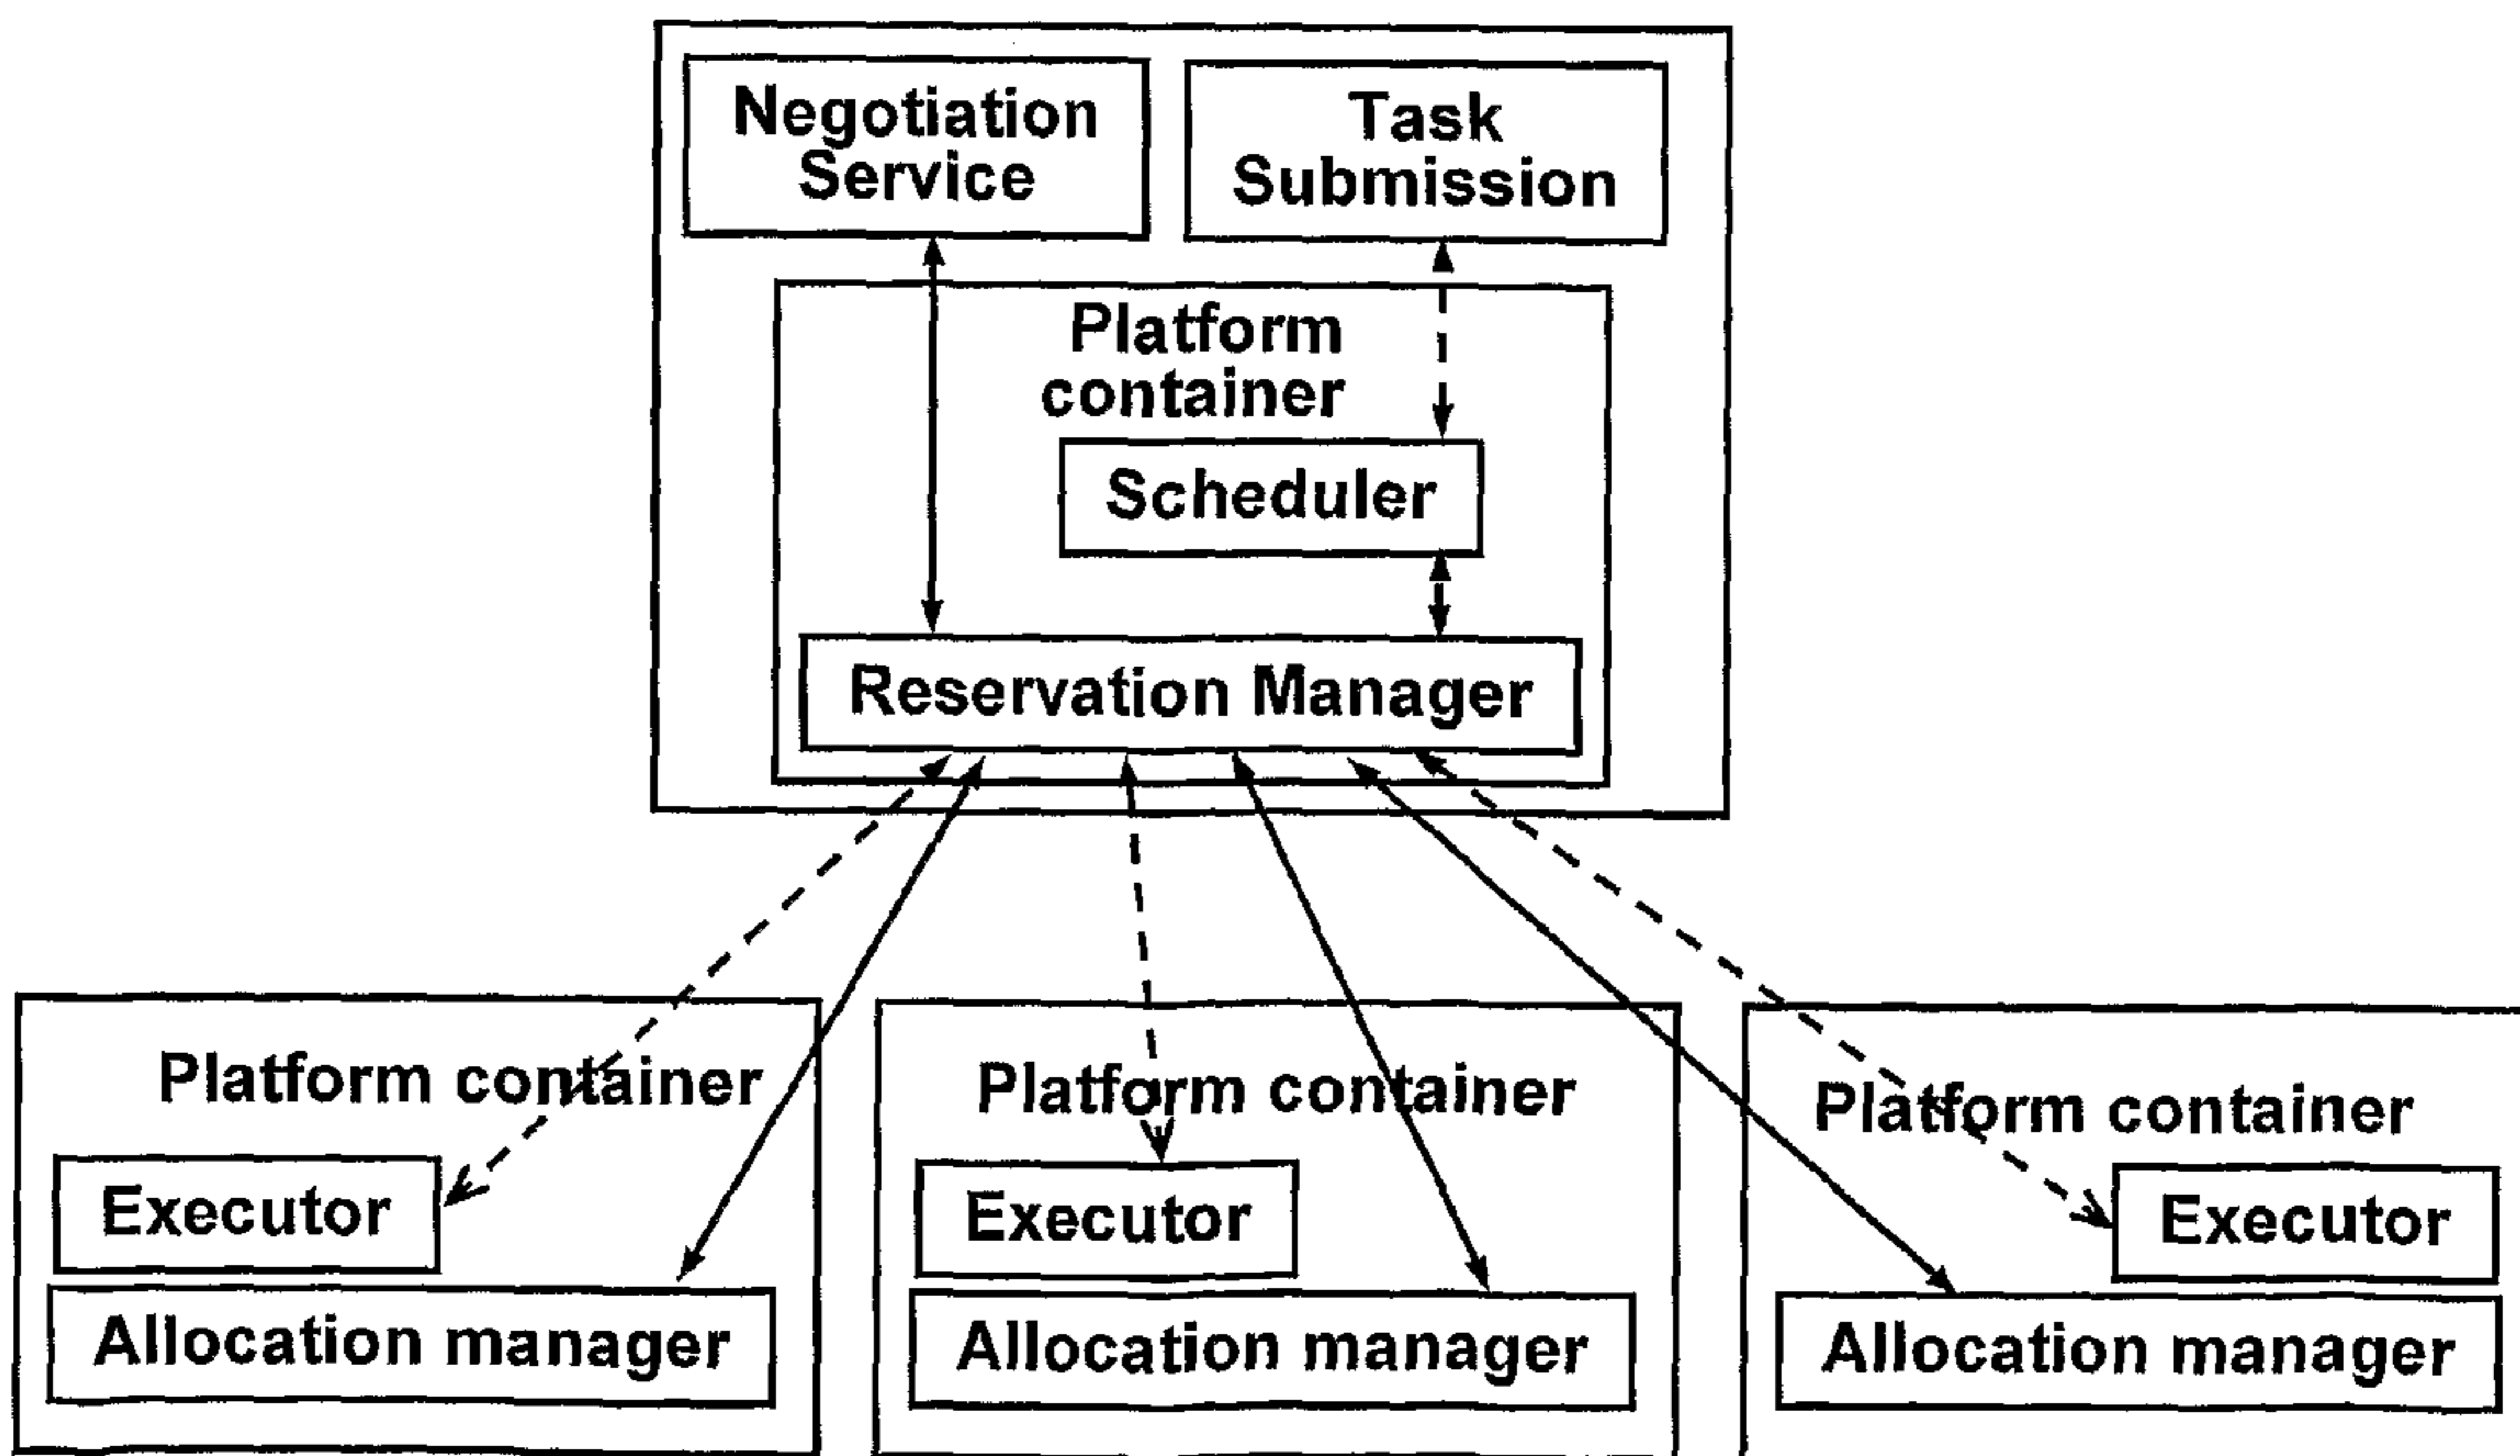 Negotiation
Service
Task
Submission
Platform
container
Scheduler
Reservation Manager
Platform container
Executor
Allocation manager
Platform container
Executor
Allocation manager
Platform container
Executor
Allocation manager